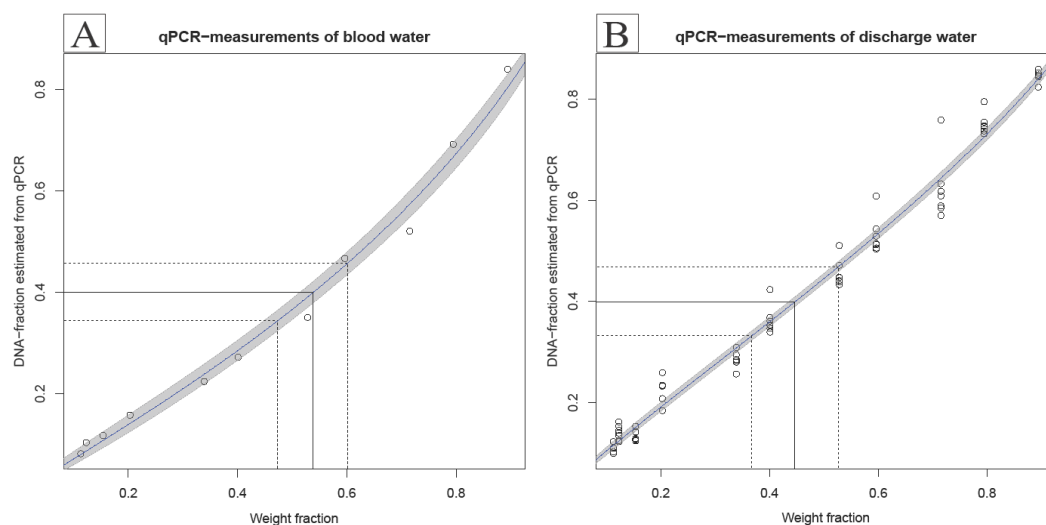 A
qPCR−measurements of blood water
DNA−fraction estimated from qPCR
0.8
0.6
0.4
0.2
0.2
0.4
0.6
0.8
Weight fraction
B
qPCR−measurements of discharge water
DNA−fraction estimated from qPCR
0.8
0.6
0.4
0.2
0.2
0.4
0.6
0.8
Weight fraction